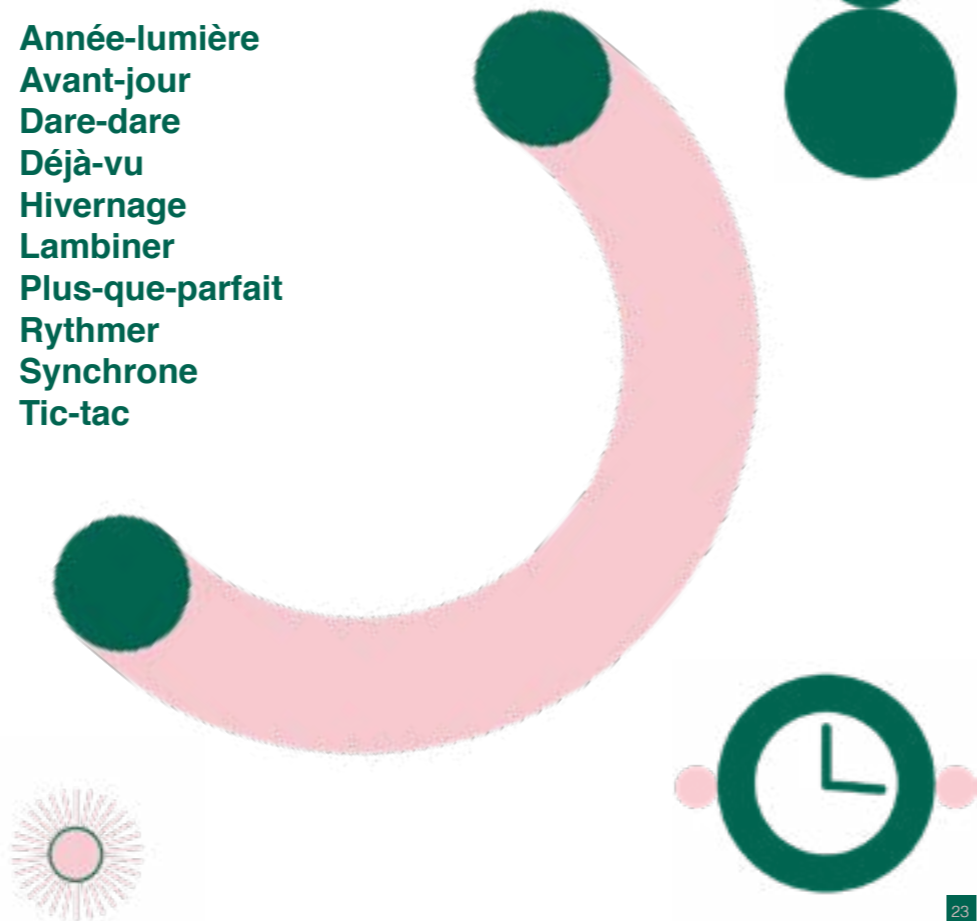 Année-lumière
Avant-jour
Dare-dare
Déjà-vu
Hivernage
Lambiner
Plus-que-parfait
Rythmer
Synchrone
Tic-tac
23